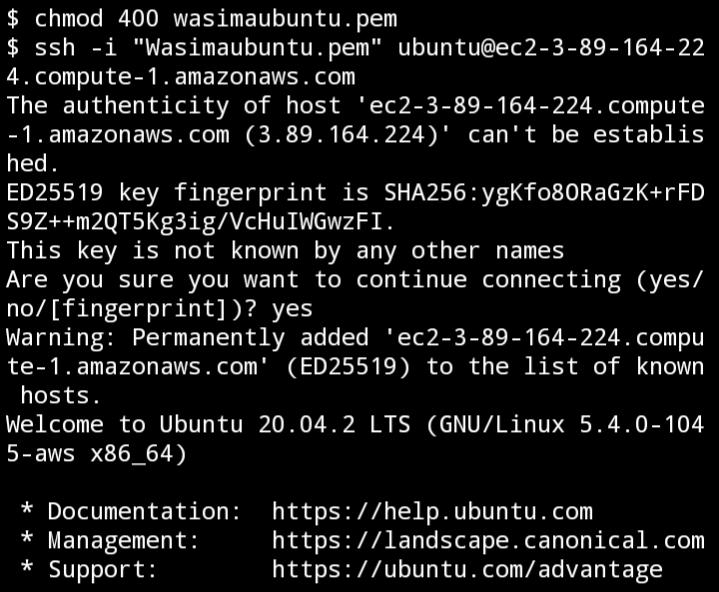 $ chmod 400 wasimaubuntu.pem
$ ssh -i "Wasimaubuntu.pem" ubuntu@ec2-3-89-164-22
4.compute-1.amazonaws.com
The authenticity of host 'ec2-3-89-164-224.compute
-1.amazonaws.com (3.89.164.224)' can't be establis
hed.
ED25519 key fingerprint is SHA256:ygKfo8ORaGzK+rFD
S9Z++m2QT5Kg3ig/VcHuIWGwzFI.
This key is not known by any other names
Are you sure you want to continue connecting (yes/
no/[fingerprint])? yes
Warning: Permanently added 'ec2-3-89-164-224.compu
te-1.amazonaws.com' (ED25519) to the list of known
 hosts.
Welcome to Ubuntu 20.04.2 LTS (GNU/Linux 5.4.0-104
5-aws x86_64)

 * Documentation:  https://help.ubuntu.com
 * Management:     https://landscape.canonical.com
 * Support:        https://ubuntu.com/advantage